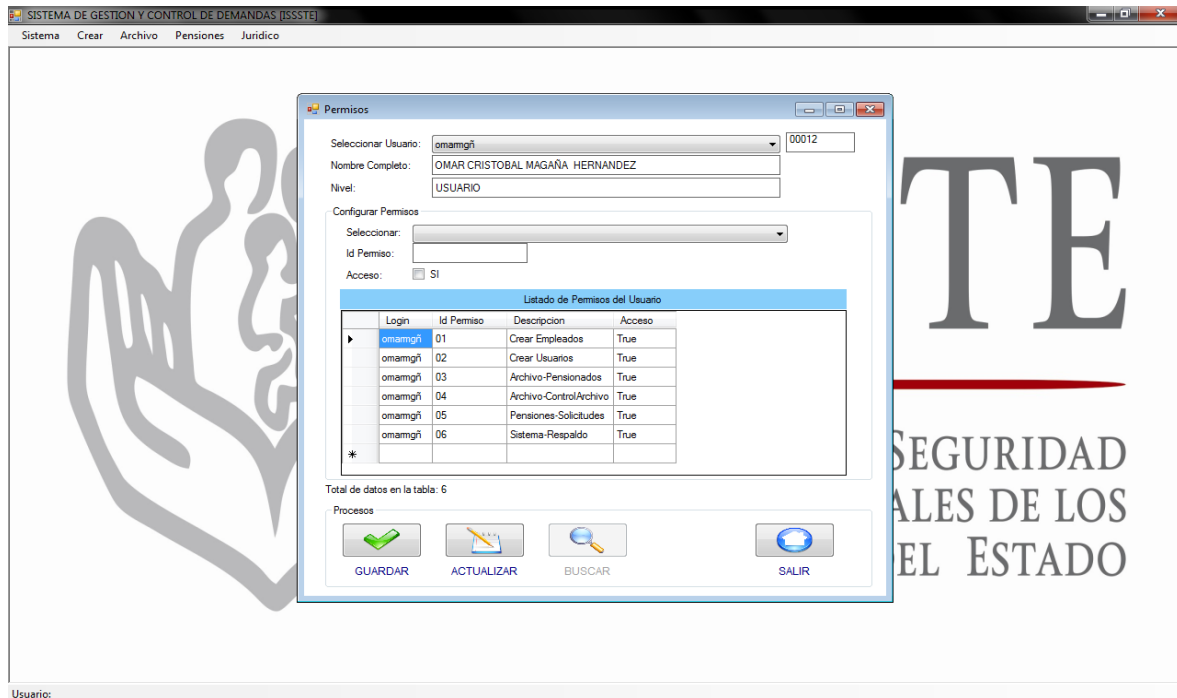 SISTEMA DE GESTION Y CONTROL DE DEMANDAS [ISSSTE]
Sistema Crear Archivo Pensiones Juridico
Permisos
Seleccionar Usuario: omarmgñ 00012
Nombre Completo: OMAR CRISTOBAL MAGAÑA HERNANDEZ
Nivel: USUARIO
Configurar Permisos
Seleccionar:
Id Permiso:
Acceso: SI
Listado de Permisos del Usuario
Login Id Permiso Descripcion Acceso
omarmgñ 01 Crear Empleados True
omarmgñ 02 Crear Usuarios True
omarmgñ 03 Archivo-Pensionados True
omarmgñ 04 Archivo-ControlArchivo True
omarmgñ 05 Pensiones-Solicitudes True
omarmgñ 06 Sistema-Respaldo True
Total de datos en la tabla: 6
Procesos
GUARDAR ACTUALIZAR BUSCAR SALIR
TE
SEGURIDAD
ALES DE LOS
DEL ESTADO
Usuario: